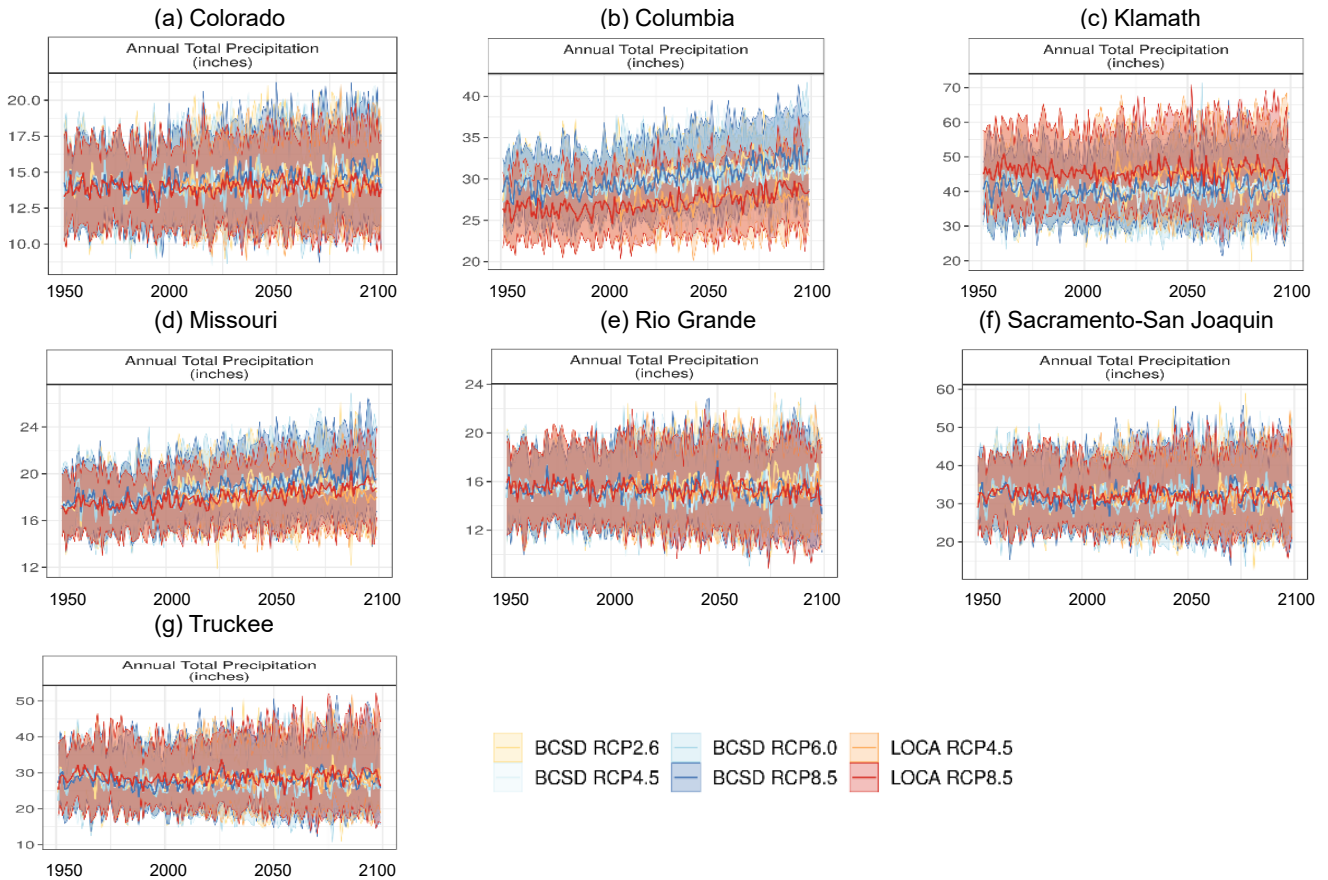 (a) Colorado
Annual Total Precipitation
(inches)
20.0
17.5
15.0
12.5
10.0
1950 2000 2050 2100
(b) Columbia
Annual Total Precipitation
(inches)
40
35
30
25
20
1950 2000 2050 2100
(c) Klamath
Annual Total Precipitation
(inches)
70
60
50
40
30
20
1950 2000 2050 2100
(d) Missouri
Annual Total Precipitation
(inches)
24
20
16
12
1950 2000 2050 2100
(e) Rio Grande
Annual Total Precipitation
(inches)
24
20
16
12
1950 2000 2050 2100
(f) Sacramento-San Joaquin
Annual Total Precipitation
(inches)
60
50
40
30
20
1950 2000 2050 2100
(g) Truckee
Annual Total Precipitation
(inches)
50
40
30
20
10
1950 2000 2050 2100
BCSD RCP2.6 BCSD RCP6.0 LOCA RCP4.5
BCSD RCP4.5 BCSD RCP8.5 LOCA RCP8.5